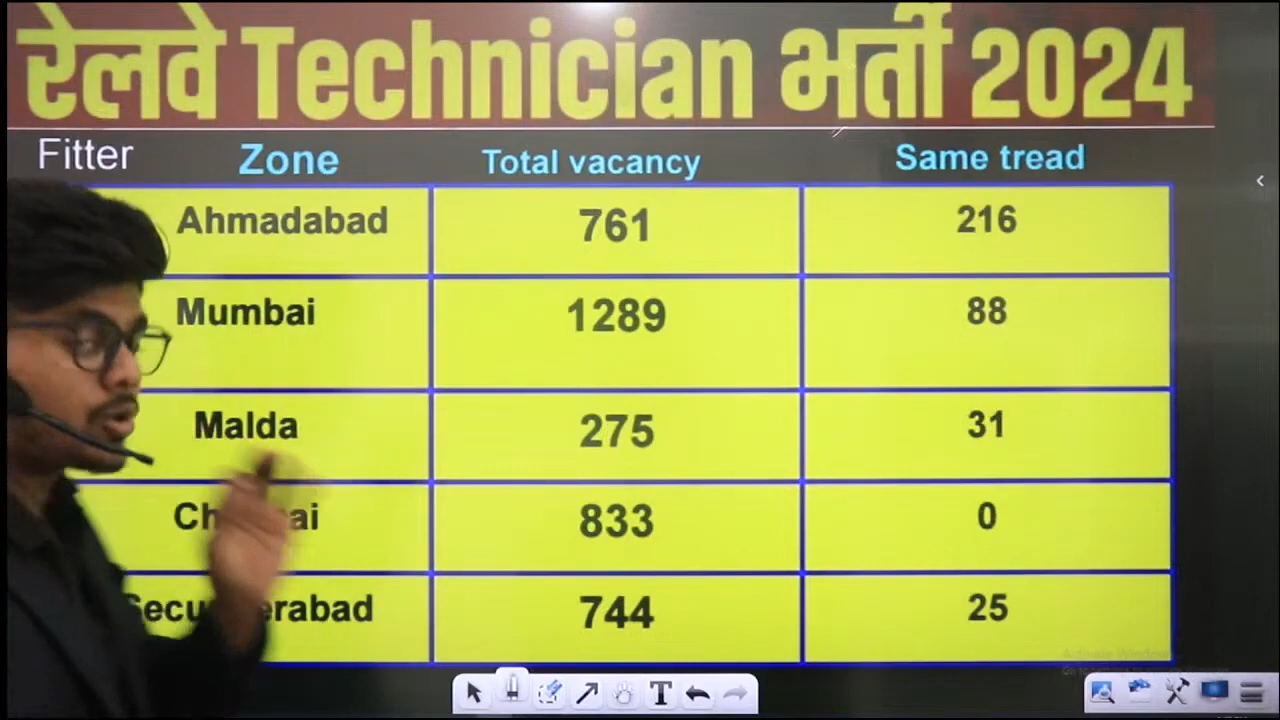 रेलवे Technician भर्ती 2024
Fitter Zone Total vacancy Same tread
Ahmadabad 761 216
Mumbai 1289 88
Malda 275 31
833 0
744 25